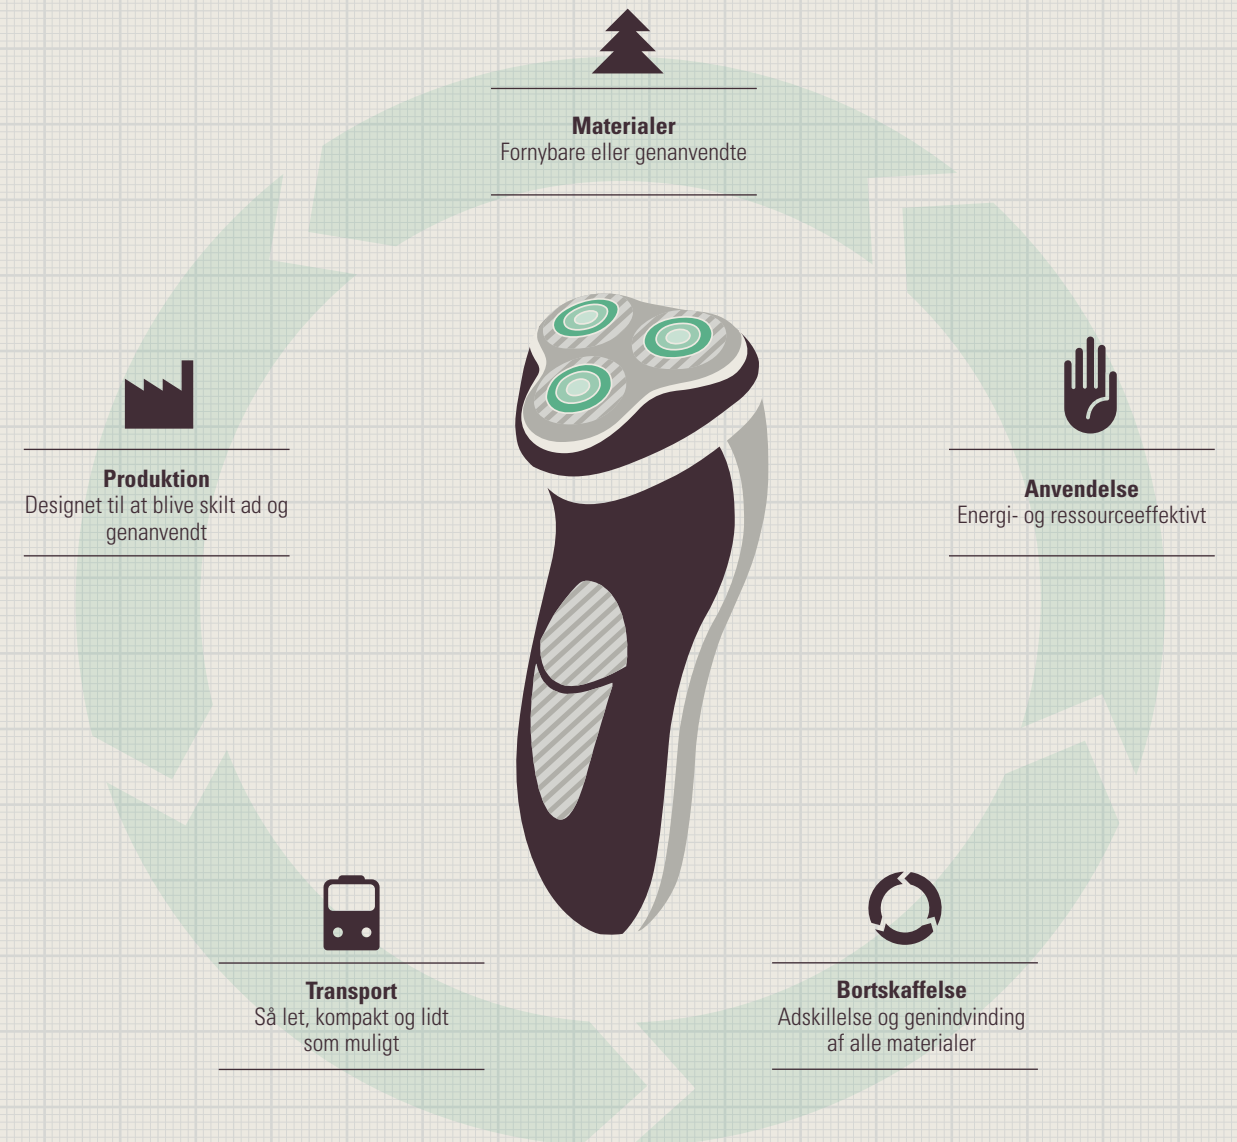 Materialer
Fornybare eller genanvendte
Produktion
Designet til at blive skilt ad og
genanvendt
Anvendelse
Energi- og ressourceeffektivt
Transport
Så let, kompakt og lidt
som muligt
Bortskaffelse
Adskillelse og genindvinding
af alle materialer